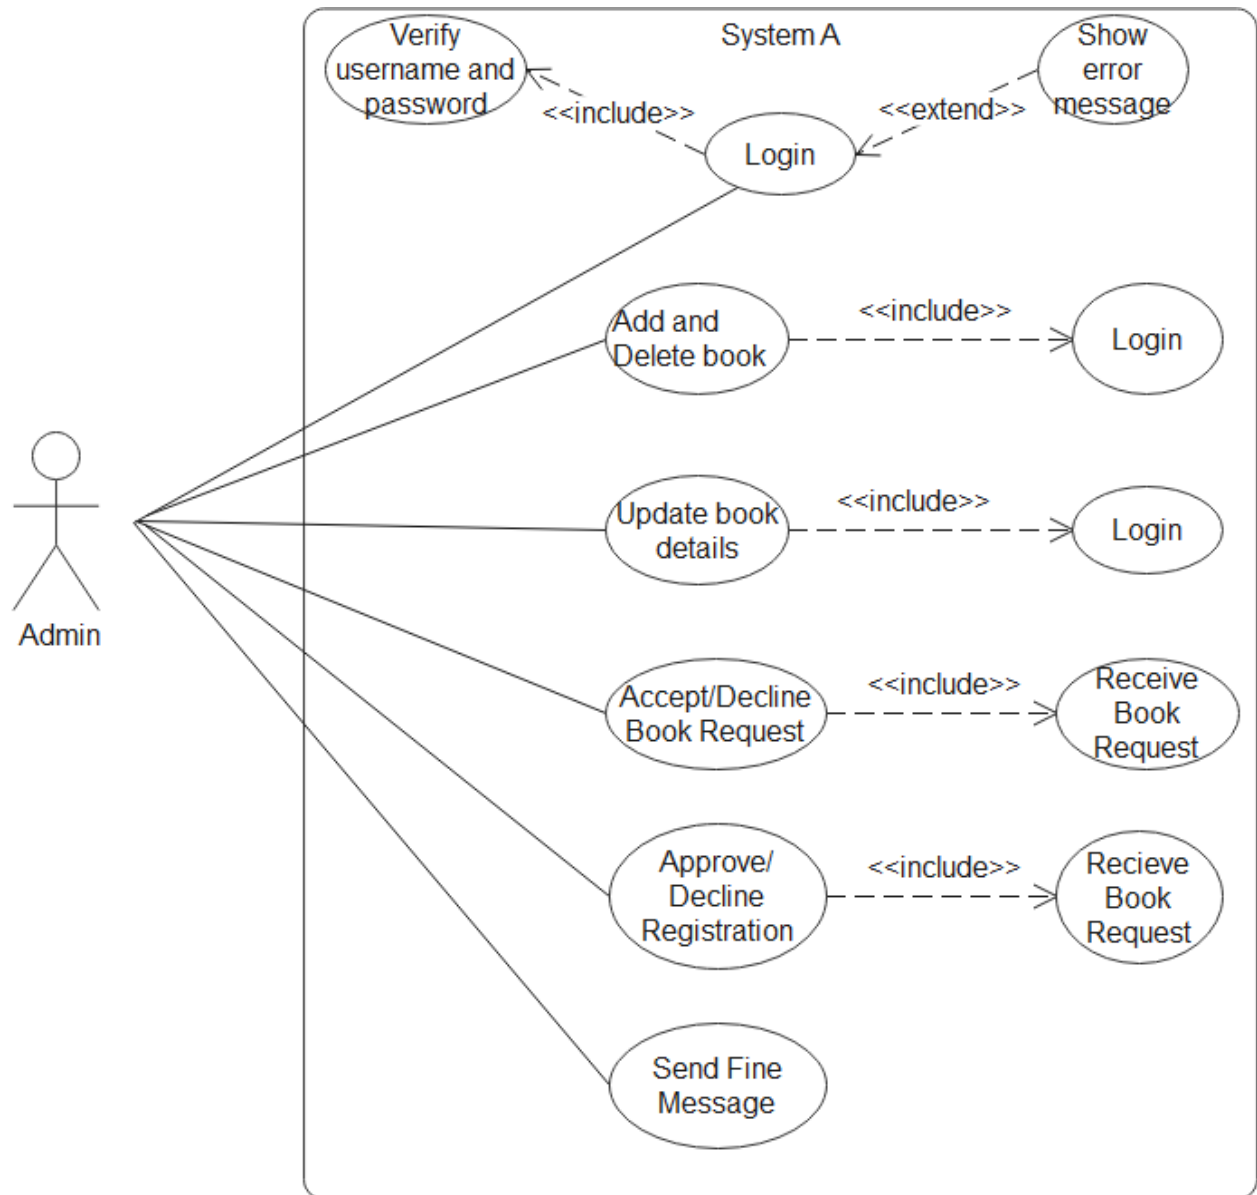 System A
Verify
username and
password
<<include>>
Login
<<extend>>
Show
error
message
Add and
Delete book
<<include>>
Login
Update book
details
<<include>>
Login
Admin
Accept/Decline
Book Request
<<include>>
Receive
Book
Request
Approve/
Decline
Registration
<<include>>
Recieve
Book
Request
Send Fine
Message